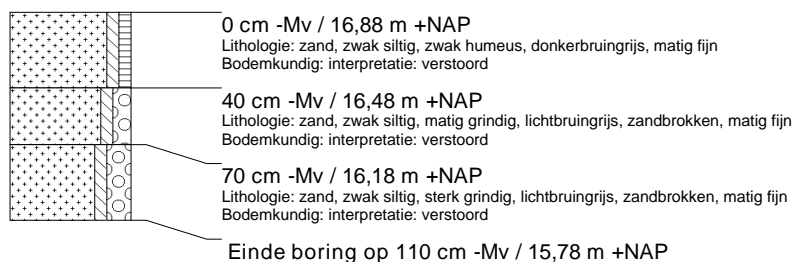 0 cm -Mv / 16,88 m +NAP
Lithologie: zand, zwak siltig, zwak humeus, donkerbruingrijs, matig fijn
Bodemkundig: interpretatie: verstoord
40 cm -Mv / 16,48 m +NAP
Lithologie: zand, zwak siltig, matig grindig, lichtbruingrijs, zandbrokken, matig fijn
Bodemkundig: interpretatie: verstoord
70 cm -Mv / 16,18 m +NAP
Lithologie: zand, zwak siltig, sterk grindig, lichtbruingrijs, zandbrokken, matig fijn
Bodemkundig: interpretatie: verstoord
Einde boring op 110 cm -Mv / 15,78 m +NAP